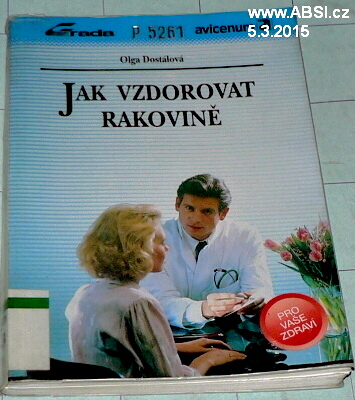 www.ABSI.cz
5.3.2015
Grada
P 5261
avicenum
Olga Dostálová
JAK VZDOROVAT
RAKOVINĚ
PRO
VAŠE
ZDRAVÍ